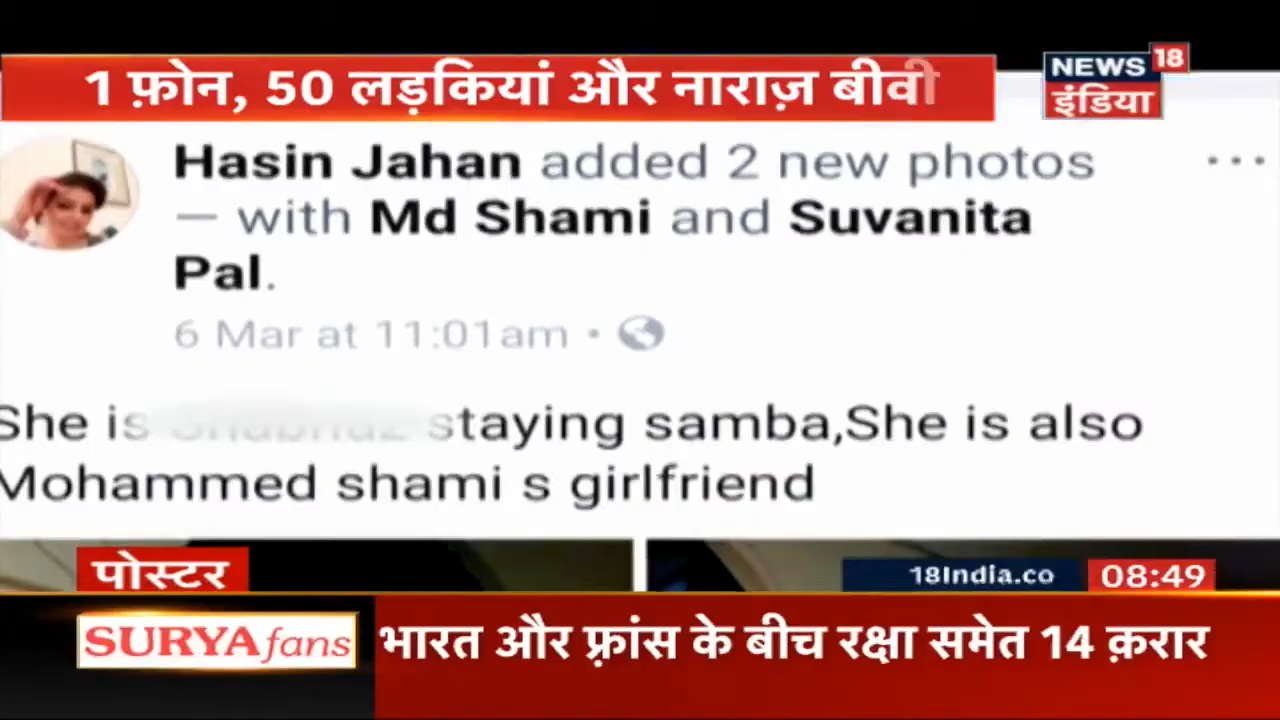 1 फ़ोन, 50 लड़कियां और नाराज़ बीवी
NEWS 18
इंडिया
Hasin Jahan added 2 new photos
— with Md Shami and Suvanita
Pal.
6 Mar at 11:01am •
She is staying samba,She is also
Mohammed shami s girlfriend
पोस्टर
18India.co
08:49
SURYA fans
भारत और फ़्रांस के बीच रक्षा समेत 14 क़रार